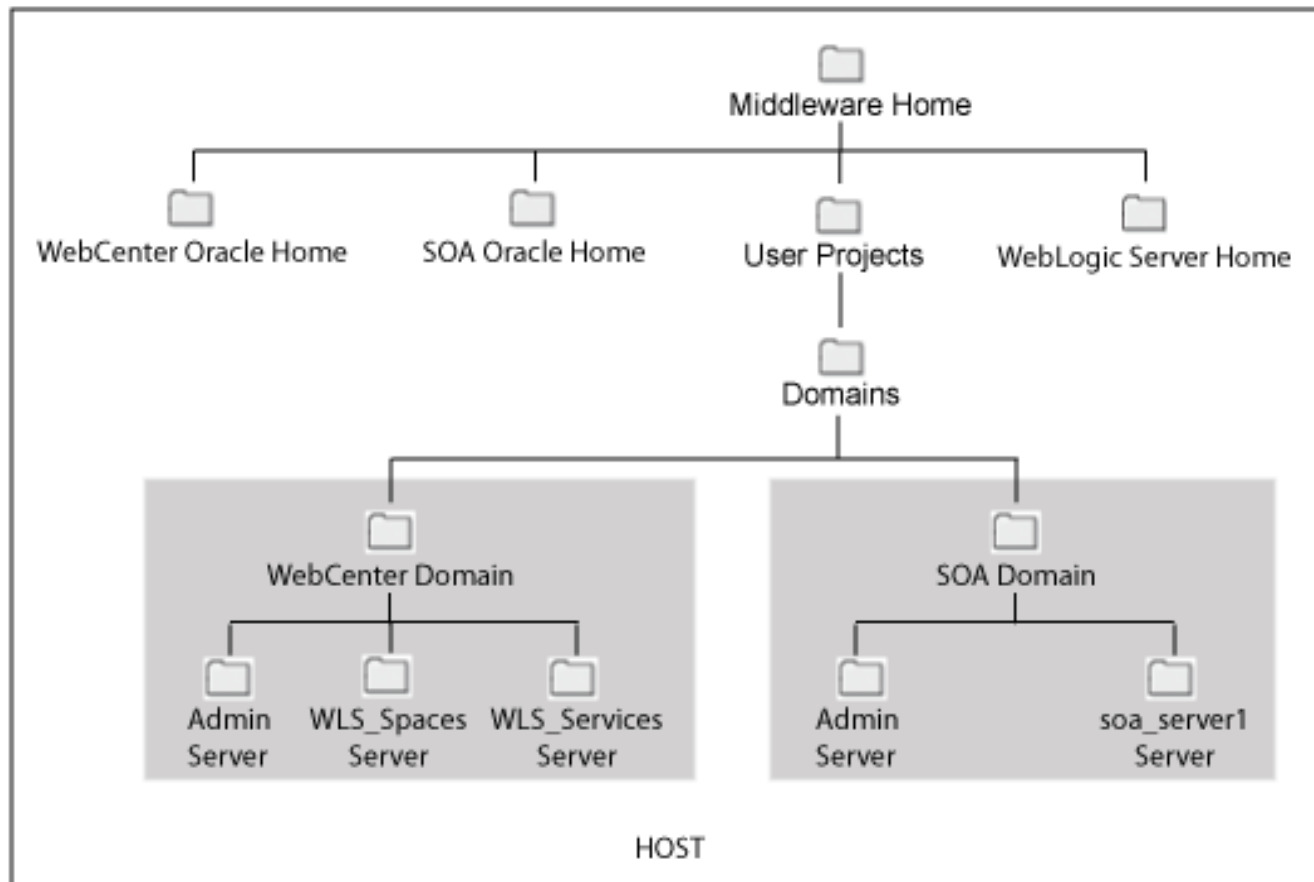 Middleware Home
WebCenter Oracle Home
SOA Oracle Home
User Projects
WebLogic Server Home
Domains
WebCenter Domain
SOA Domain
Admin
Server
WLS_Spaces
Server
WLS_Services
Server
Admin
Server
soa_server1
Server
HOST